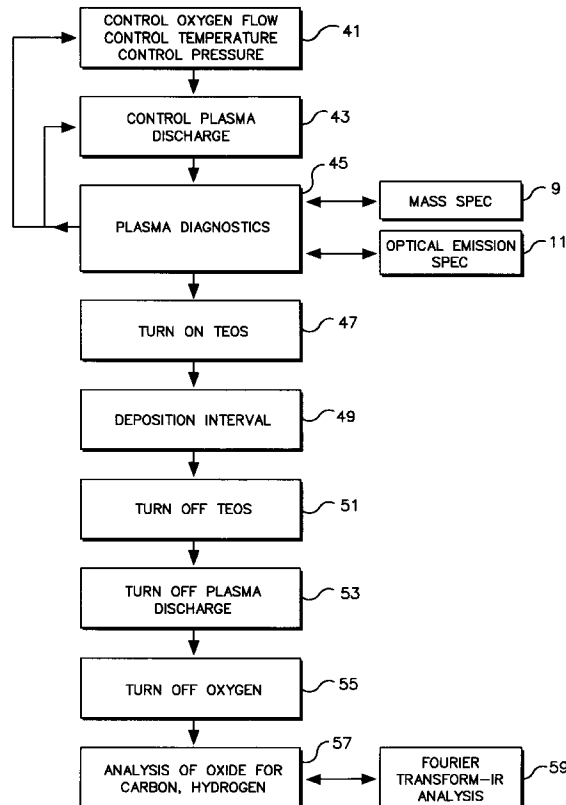 CONTROL OXYGEN FLOW
CONTROL TEMPERATURE
CONTROL PRESSURE
41
CONTROL PLASMA
DISCHARGE
43
PLASMA DIAGNOSTICS
45
MASS SPEC
9
OPTICAL EMISSION
SPEC
11
TURN ON TEOS
47
DEPOSITION INTERVAL
49
TURN OFF TEOS
51
TURN OFF PLASMA
DISCHARGE
53
TURN OFF OXYGEN
55
ANALYSIS OF OXIDE FOR
CARBON, HYDROGEN
57
FOURIER
TRANSFORM-IR
ANALYSIS
59